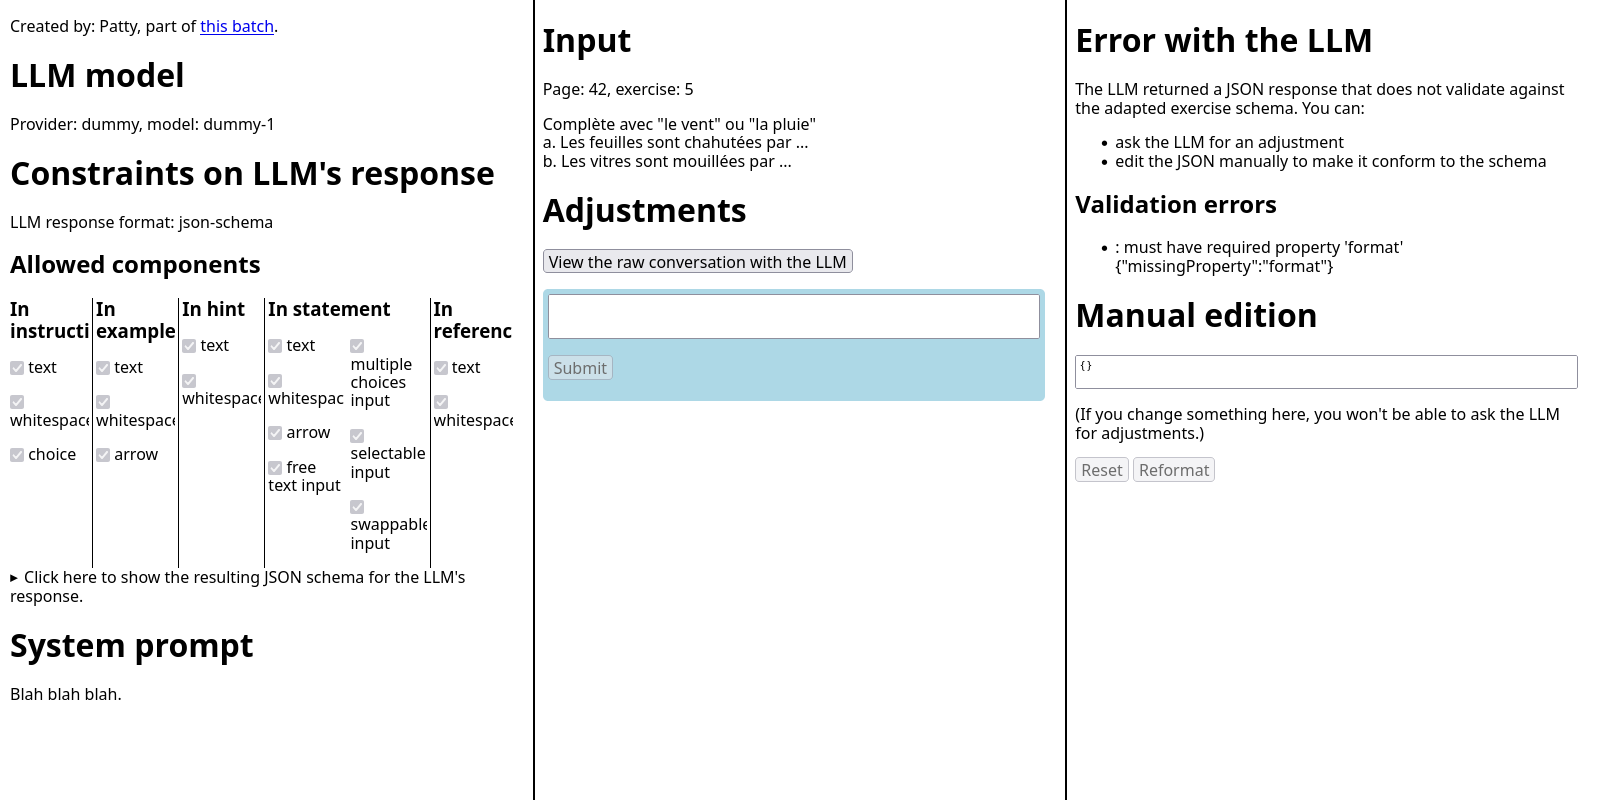 Created by: Patty, part of this batch.
LLM model
Provider: dummy, model: dummy-1
Constraints on LLM's response
LLM response format: json-schema
Allowed components
In
instructi
text
whitespace
choice
In
example
text
whitespace
arrow
In hint
text
whitespace
In statement
text
whitespac
arrow
free
text input
multiple
choices
input
selectable
input
swappable
input
In
referenc
text
whitespace
▸ Click here to show the resulting JSON schema for the LLM's
response.
System prompt
Blah blah blah.
Input
Page: 42, exercise: 5
Complète avec "le vent" ou "la pluie"
a. Les feuilles sont chahutées par ...
b. Les vitres sont mouillées par ...
Adjustments
View the raw conversation with the LLM
Submit
Error with the LLM
The LLM returned a JSON response that does not validate against
the adapted exercise schema. You can:
• ask the LLM for an adjustment
• edit the JSON manually to make it conform to the schema
Validation errors
• : must have required property 'format'
{"missingProperty":"format"}
Manual edition
{}
(If you change something here, you won't be able to ask the LLM
for adjustments.)
Reset Reformat